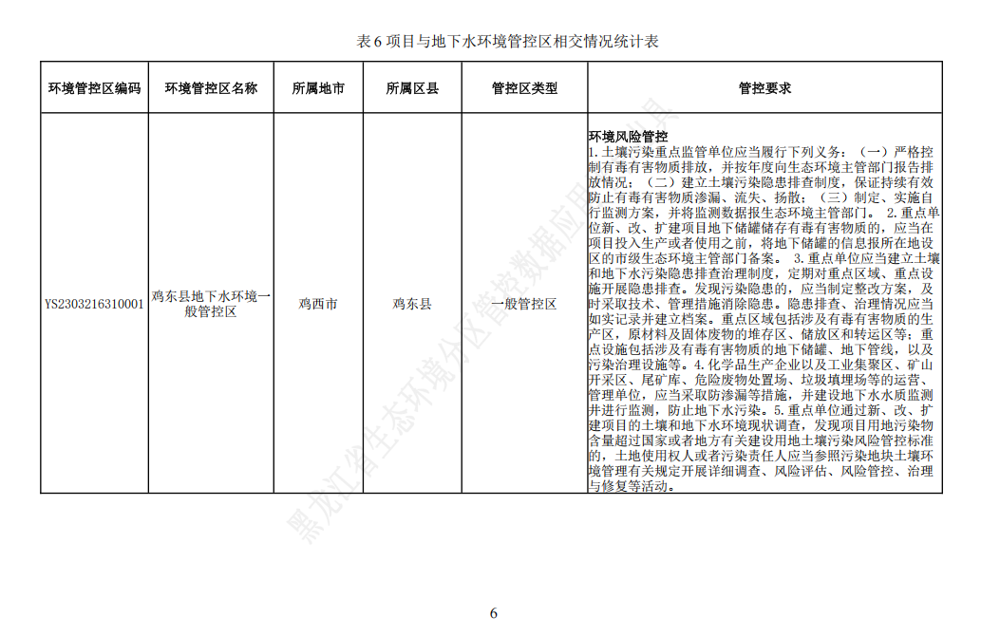 表 6 项目与地下水环境管控区相交情况统计表
环境管控区编码 环境管控区名称 所属地市 所属区县 管控区类型 管控要求
YS2303216310001
鸡东县地下水环境一
般管控区
鸡西市
鸡东县
一般管控区
环境风险管控
1.土壤污染重点监管单位应当履行下列义务：（一）严格控
制有毒有害物质排放，并按年度向生态环境主管部门报告排
放情况；（二）建立土壤污染隐患排查制度，保证持续有效
防止有毒有害物质渗漏、流失、扬散；（三）制定、实施自
行监测方案，并将监测数据报生态环境主管部门。 2.重点单
位新、改、扩建项目地下储罐储存有毒有害物质的，应当在
项目投入生产或者使用之前，将地下储罐的信息报所在地设
区的市级生态环境主管部门备案。 3.重点单位应当建立土壤
和地下水污染隐患排查治理制度，定期对重点区域、重点设
施开展隐患排查。发现污染隐患的，应当制定整改方案，及
时采取技术、管理措施消除隐患。隐患排查、治理情况应当
如实记录并建立档案。重点区域包括涉及有毒有害物质的生
产区，原材料及固体废物的堆存区、储放区和转运区等；重
点设施包括涉及有毒有害物质的地下储罐、地下管线，以及
污染治理设施等。4.化学品生产企业以及工业集聚区、矿山
开采区、尾矿库、危险废物处置场、垃圾填埋场等的运营、
管理单位，应当采取防渗漏等措施，并建设地下水水质监测
井进行监测，防止地下水污染。5.重点单位通过新、改、扩
建项目的土壤和地下水环境现状调查，发现项目用地污染物
含量超过国家或者地方有关建设用地土壤污染风险管控标准
的，土地使用权人或者污染责任人应当参照污染地块土壤环
境管理有关规定开展详细调查、风险评估、风险管控、治理
与修复等活动。
黑龙江省生态环境分区管控数据应用
具
6